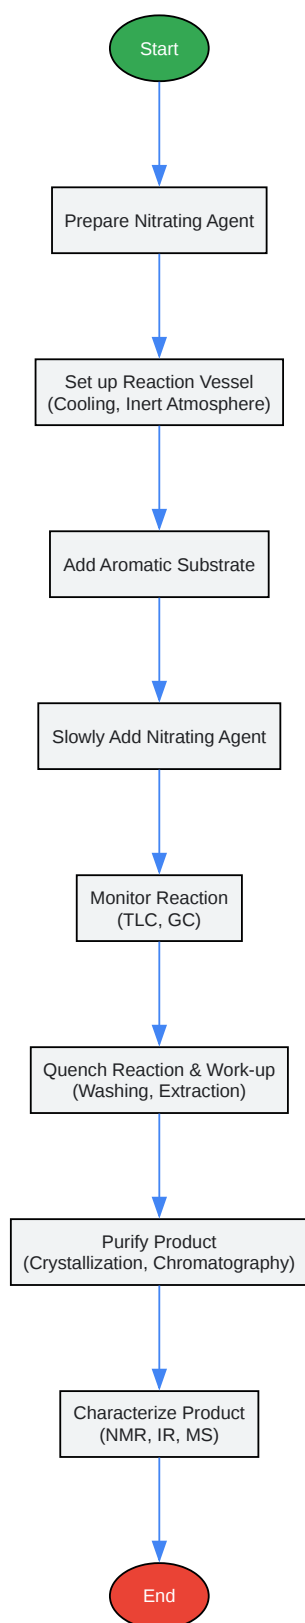 Start
Prepare Nitrating Agent
Set up Reaction Vessel
(Cooling, Inert Atmosphere)
Add Aromatic Substrate
Slowly Add Nitrating Agent
Monitor Reaction
(TLC, GC)
Quench Reaction & Work-up
(Washing, Extraction)
Purify Product
(Crystallization, Chromatography)
Characterize Product
(NMR, IR, MS)
End